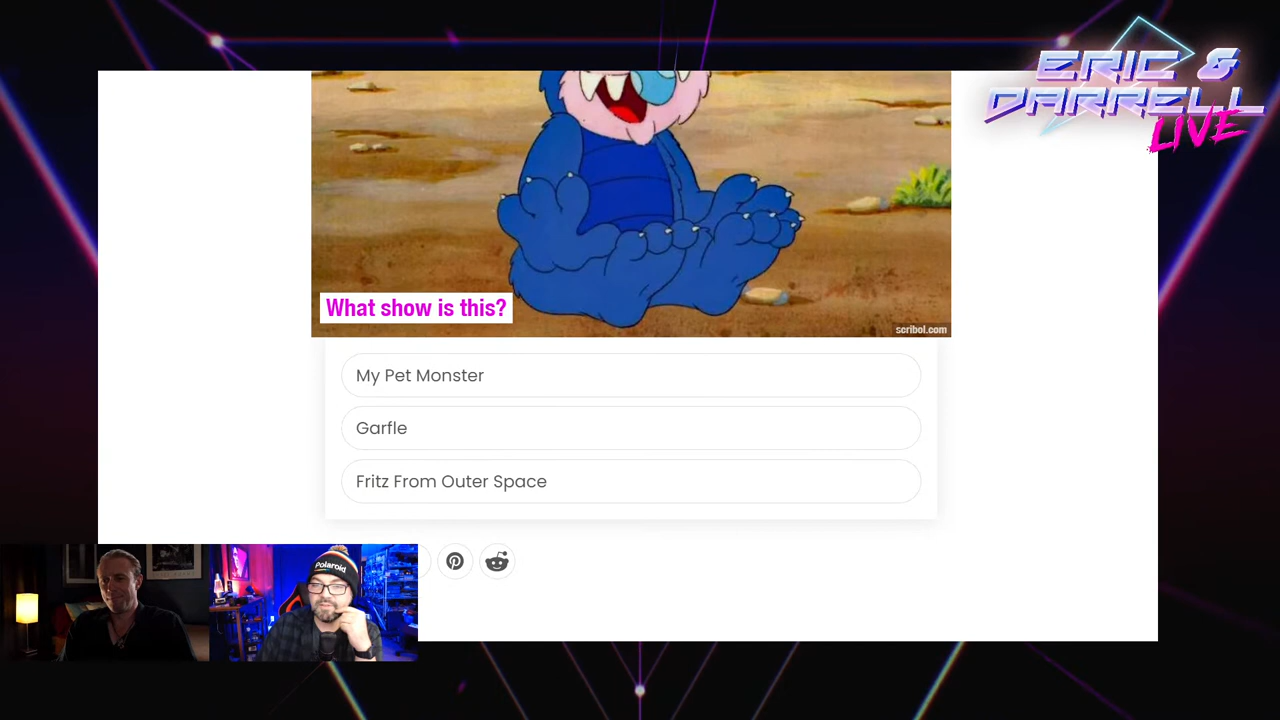 ERIC &
DARRELL
LIVE
What show is this?
scribol.com
My Pet Monster
Garfle
Fritz From Outer Space
Polaroid